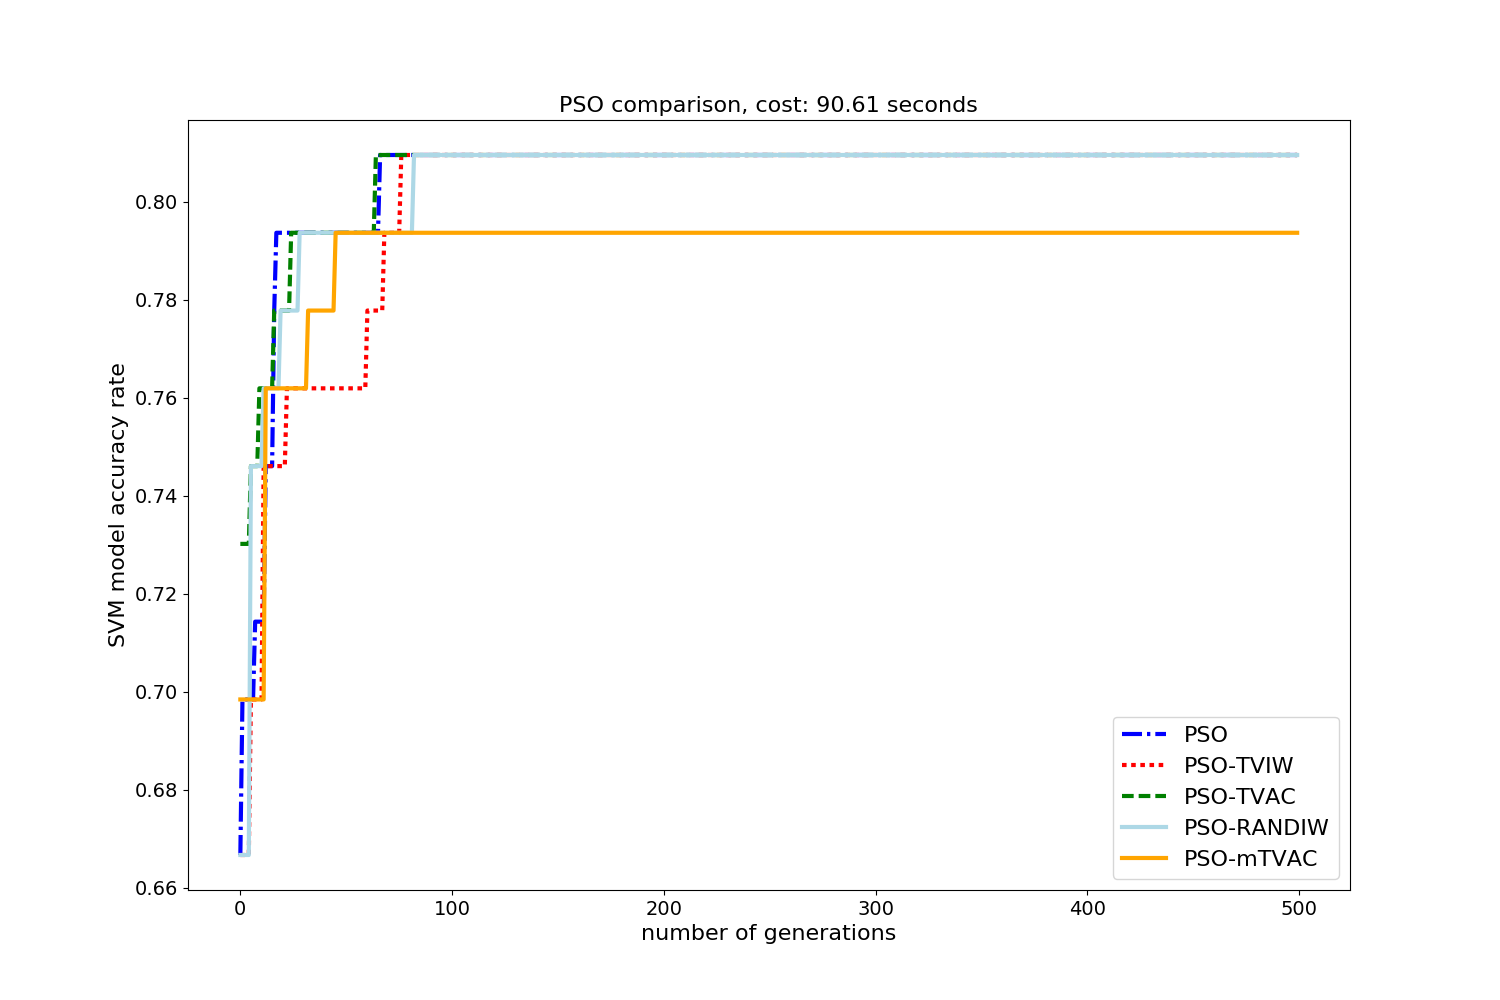 PSO comparison, cost: 90.61 seconds
SVM model accuracy rate
0.80
0.78
0.76
0.74
0.72
0.70
0.68
0.66
0 100 200 300 400 500
number of generations
PSO
PSO-TVIW
PSO-TVAC
PSO-RANDIW
PSO-mTVAC